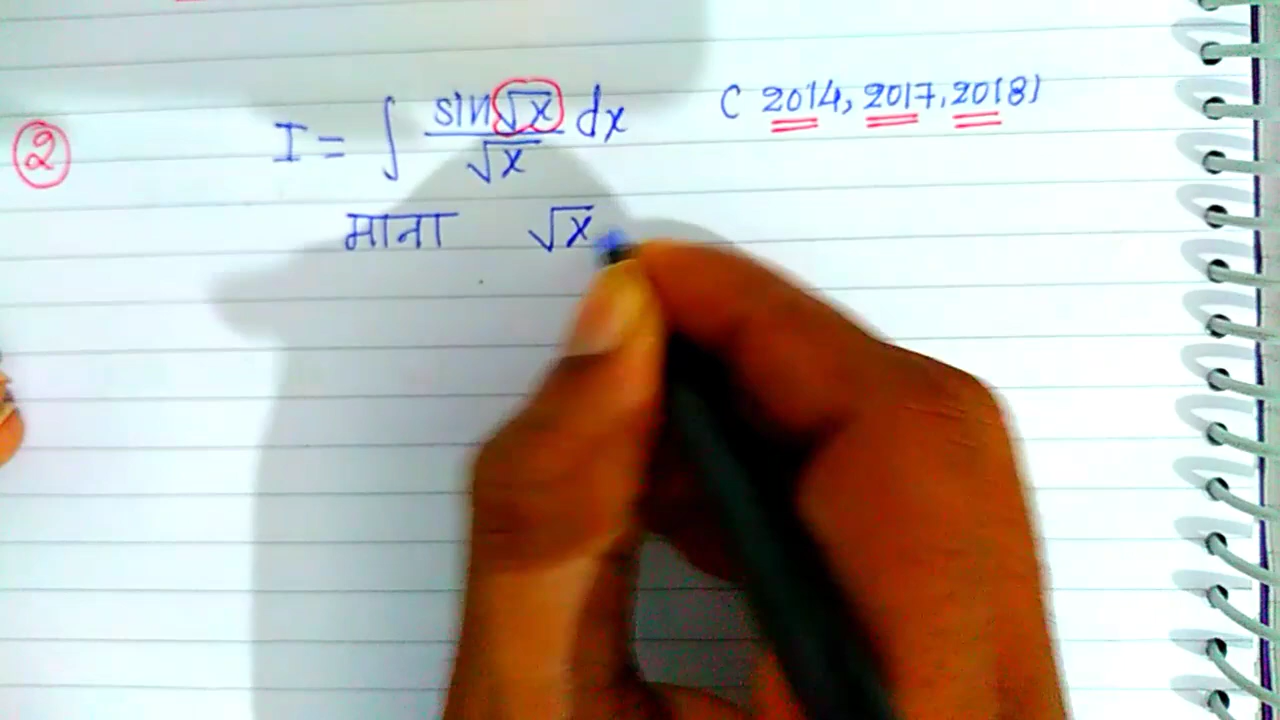 ② I = ∫ sin√x / √x dx ( 2014, 2017, 2018)
माना √x